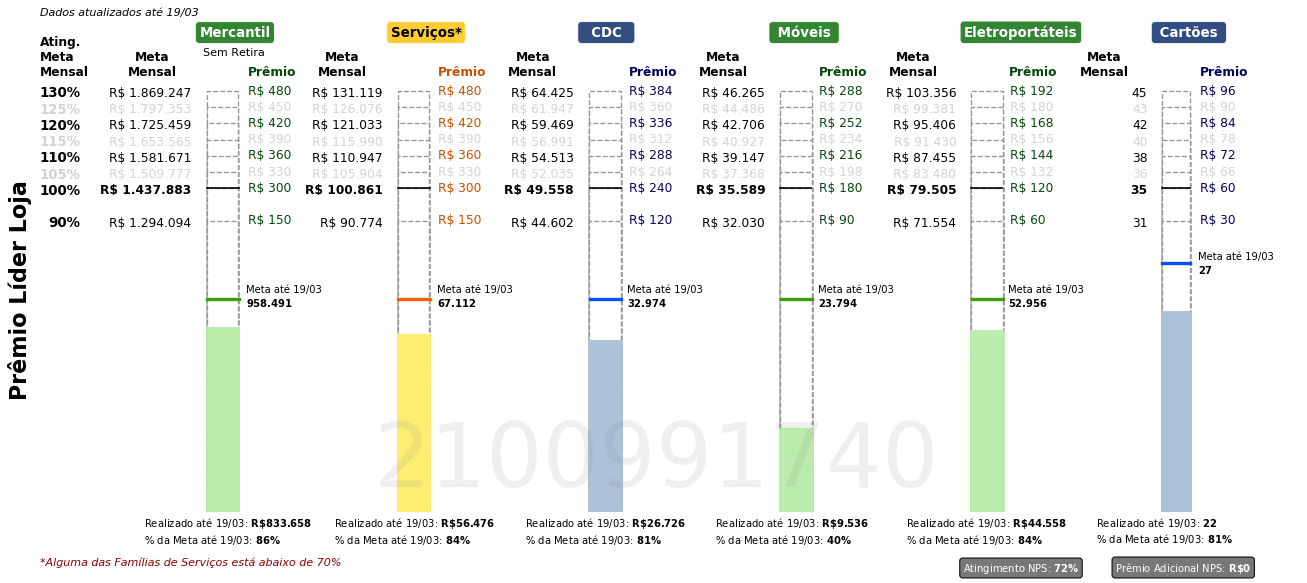 Dados atualizados até 19/03
Mercantil Serviços* CDC Móveis Eletroportáteis Cartões
Sem Retira
Ating. Meta Mensal Meta Mensal Prêmio Meta Mensal Prêmio Meta Mensal Prêmio Meta Mensal Prêmio Meta Mensal Prêmio Meta Mensal Prêmio
130% R$ 1.869.247 R$ 480 R$ 131.119 R$ 480 R$ 64.425 R$ 384 R$ 46.265 R$ 288 R$ 103.356 R$ 192 45 R$ 96
125% R$ 1.797.353 R$ 450 R$ 126.076 R$ 450 R$ 61.947 R$ 360 R$ 44.486 R$ 270 R$ 99.381 R$ 180 43 R$ 90
120% R$ 1.725.459 R$ 420 R$ 121.033 R$ 420 R$ 59.469 R$ 336 R$ 42.706 R$ 252 R$ 95.406 R$ 168 42 R$ 84
115% R$ 1.653.565 R$ 390 R$ 115.990 R$ 390 R$ 56.991 R$ 312 R$ 40.927 R$ 234 R$ 91.430 R$ 156 40 R$ 78
110% R$ 1.581.671 R$ 360 R$ 110.947 R$ 360 R$ 54.513 R$ 288 R$ 39.147 R$ 216 R$ 87.455 R$ 144 38 R$ 72
105% R$ 1.509.777 R$ 330 R$ 105.904 R$ 330 R$ 52.035 R$ 264 R$ 37.368 R$ 198 R$ 83.480 R$ 132 36 R$ 66
100% R$ 1.437.883 R$ 300 R$ 100.861 R$ 300 R$ 49.558 R$ 240 R$ 35.589 R$ 180 R$ 79.505 R$ 120 35 R$ 60
90% R$ 1.294.094 R$ 150 R$ 90.774 R$ 150 R$ 44.602 R$ 120 R$ 32.030 R$ 90 R$ 71.554 R$ 60 31 R$ 30
Prêmio Líder Loja
Meta até 19/03
27
Meta até 19/03 Meta até 19/03 Meta até 19/03 Meta até 19/03 Meta até 19/03
958.491 67.112 32.974 23.794 52.956
2100991740
Realizado até 19/03: R$833.658 Realizado até 19/03: R$56.476 Realizado até 19/03: R$26.726 Realizado até 19/03: R$9.536 Realizado até 19/03: R$44.558 Realizado até 19/03: 22
% da Meta até 19/03: 86% % da Meta até 19/03: 84% % da Meta até 19/03: 81% % da Meta até 19/03: 40% % da Meta até 19/03: 84% % da Meta até 19/03: 81%
*Alguma das Famílias de Serviços está abaixo de 70%
Atingimento NPS: 72% Prêmio Adicional NPS: R$0